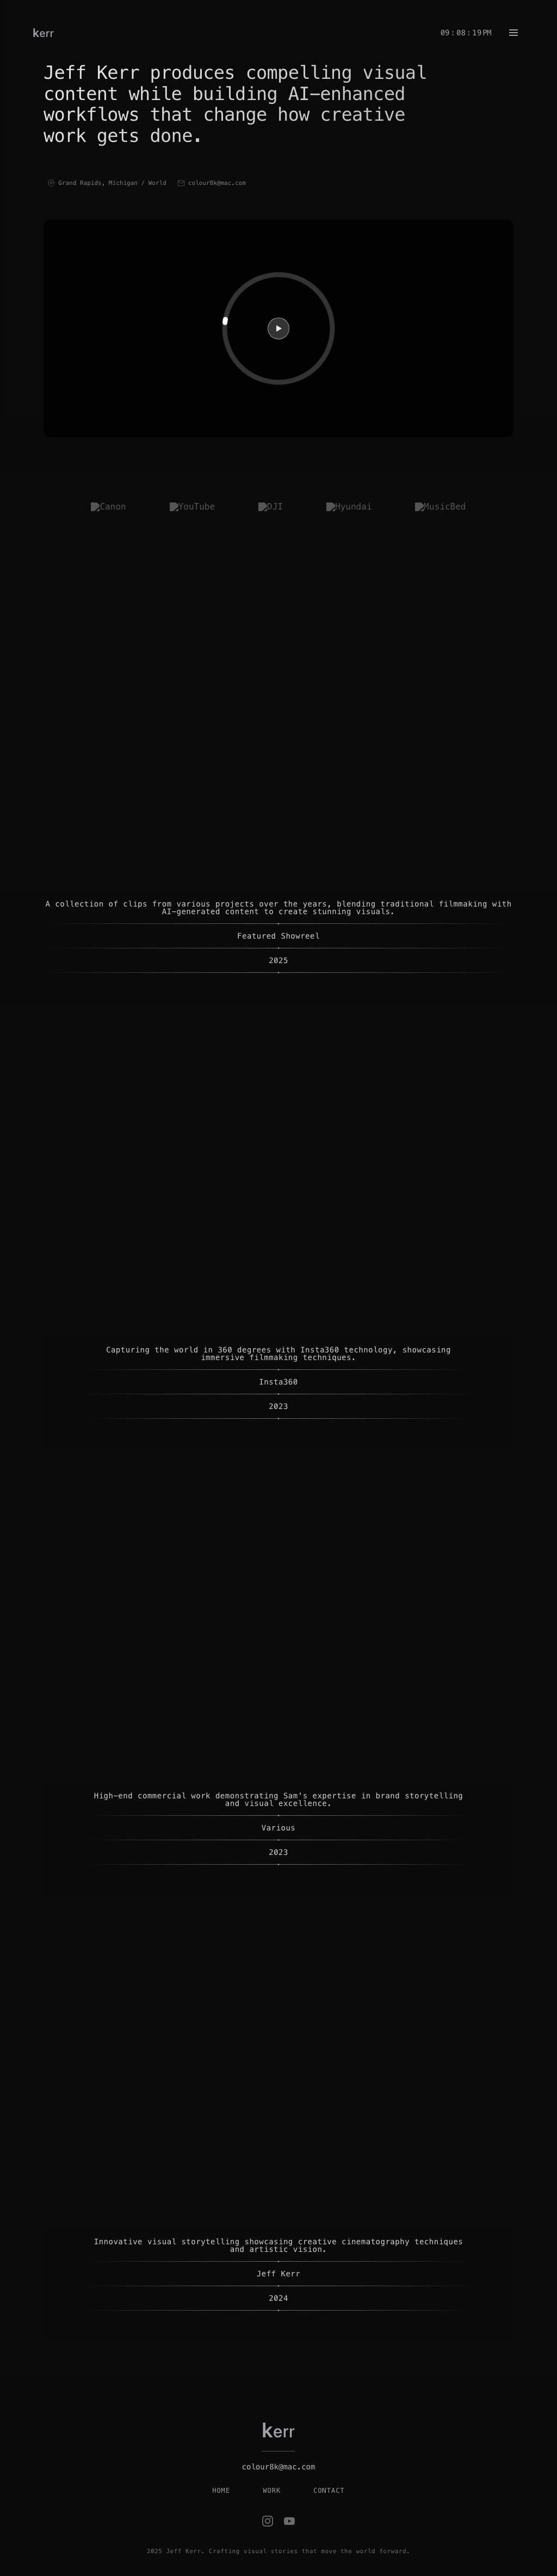 kerr
09:08:19PM
Jeff Kerr produces compelling visual
content while building AI-enhanced
workflows that change how creative
work gets done.
Grand Rapids, Michigan / World
colour8k@mac.com
Canon
YouTube
DJI
Hyundai
MusicBed
A collection of clips from various projects over the years, blending traditional filmmaking with
AI-generated content to create stunning visuals.
Featured Showreel
2025
Capturing the world in 360 degrees with Insta360 technology, showcasing
immersive filmmaking techniques.
Insta360
2023
High-end commercial work demonstrating Sam's expertise in brand storytelling
and visual excellence.
Various
2023
Innovative visual storytelling showcasing creative cinematography techniques
and artistic vision.
Jeff Kerr
2024
kerr
colour8k@mac.com
HOME
WORK
CONTACT
2025 Jeff Kerr. Crafting visual stories that move the world forward.